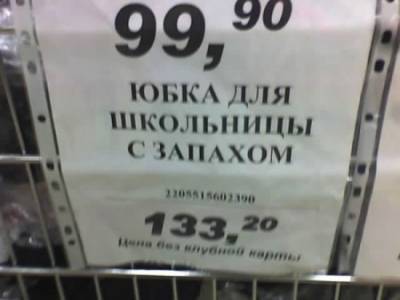 99,90
ЮБКА ДЛЯ
ШКОЛЬНИЦЫ
С ЗАПАХОМ
2205515602390
133,20
Цена без клубной карты